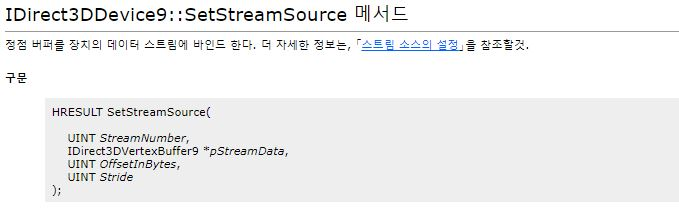 IDirect3DDevice9::SetStreamSource 메서드
정점 버퍼를 장치의 데이터 스트림에 바인드 한다. 더 자세한 정보는, 「스트림 소스의 설정」을 참조할것.
구문
HRESULT SetStreamSource(
UINT StreamNumber,
IDirect3DVertexBuffer9 *pStreamData,
UINT OffsetInBytes,
UINT Stride
);